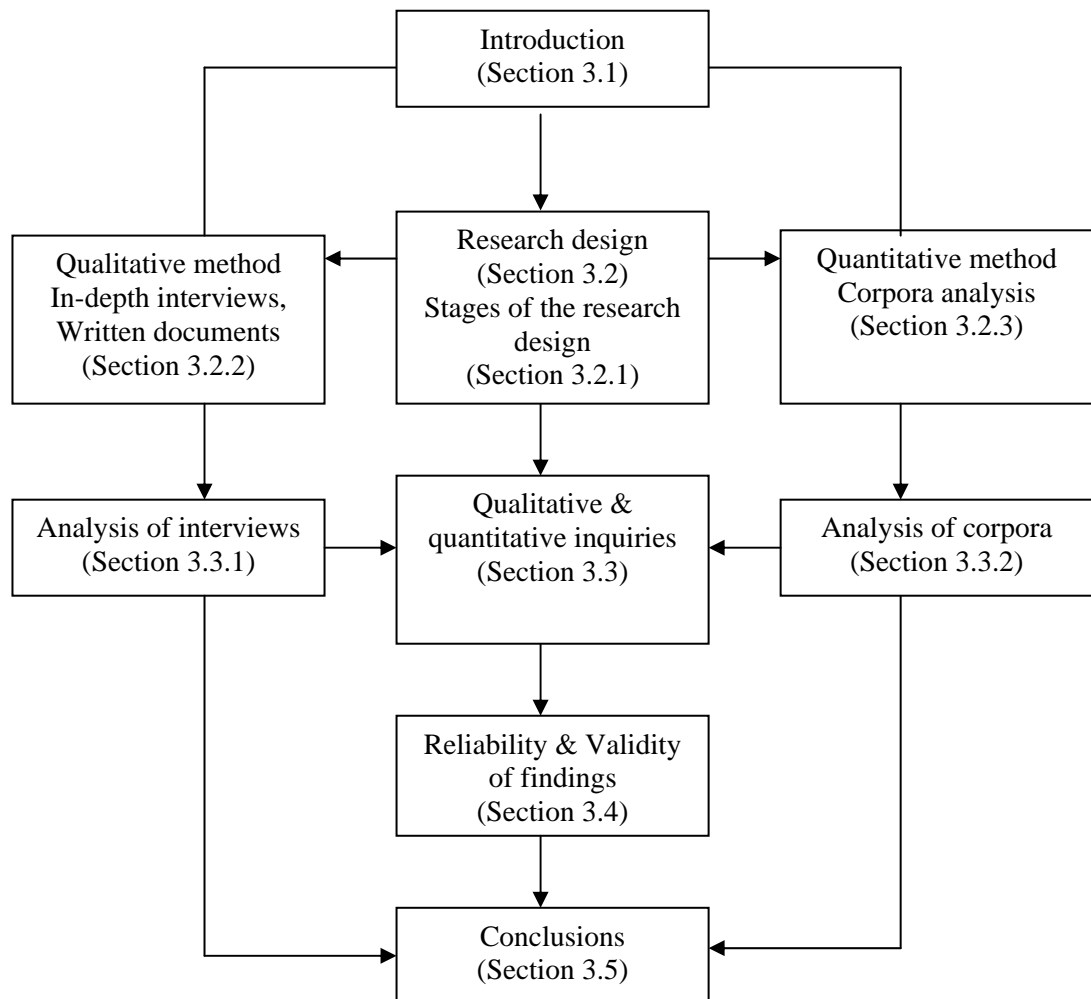 Introduction
(Section 3.1)
Qualitative method
In-depth interviews,
Written documents
(Section 3.2.2)
Research design
(Section 3.2)
Stages of the research
design
(Section 3.2.1)
Quantitative method
Corpora analysis
(Section 3.2.3)
Analysis of interviews
(Section 3.3.1)
Qualitative &
quantitative inquiries
(Section 3.3)
Analysis of corpora
(Section 3.3.2)
Reliability & Validity
of findings
(Section 3.4)
Conclusions
(Section 3.5)